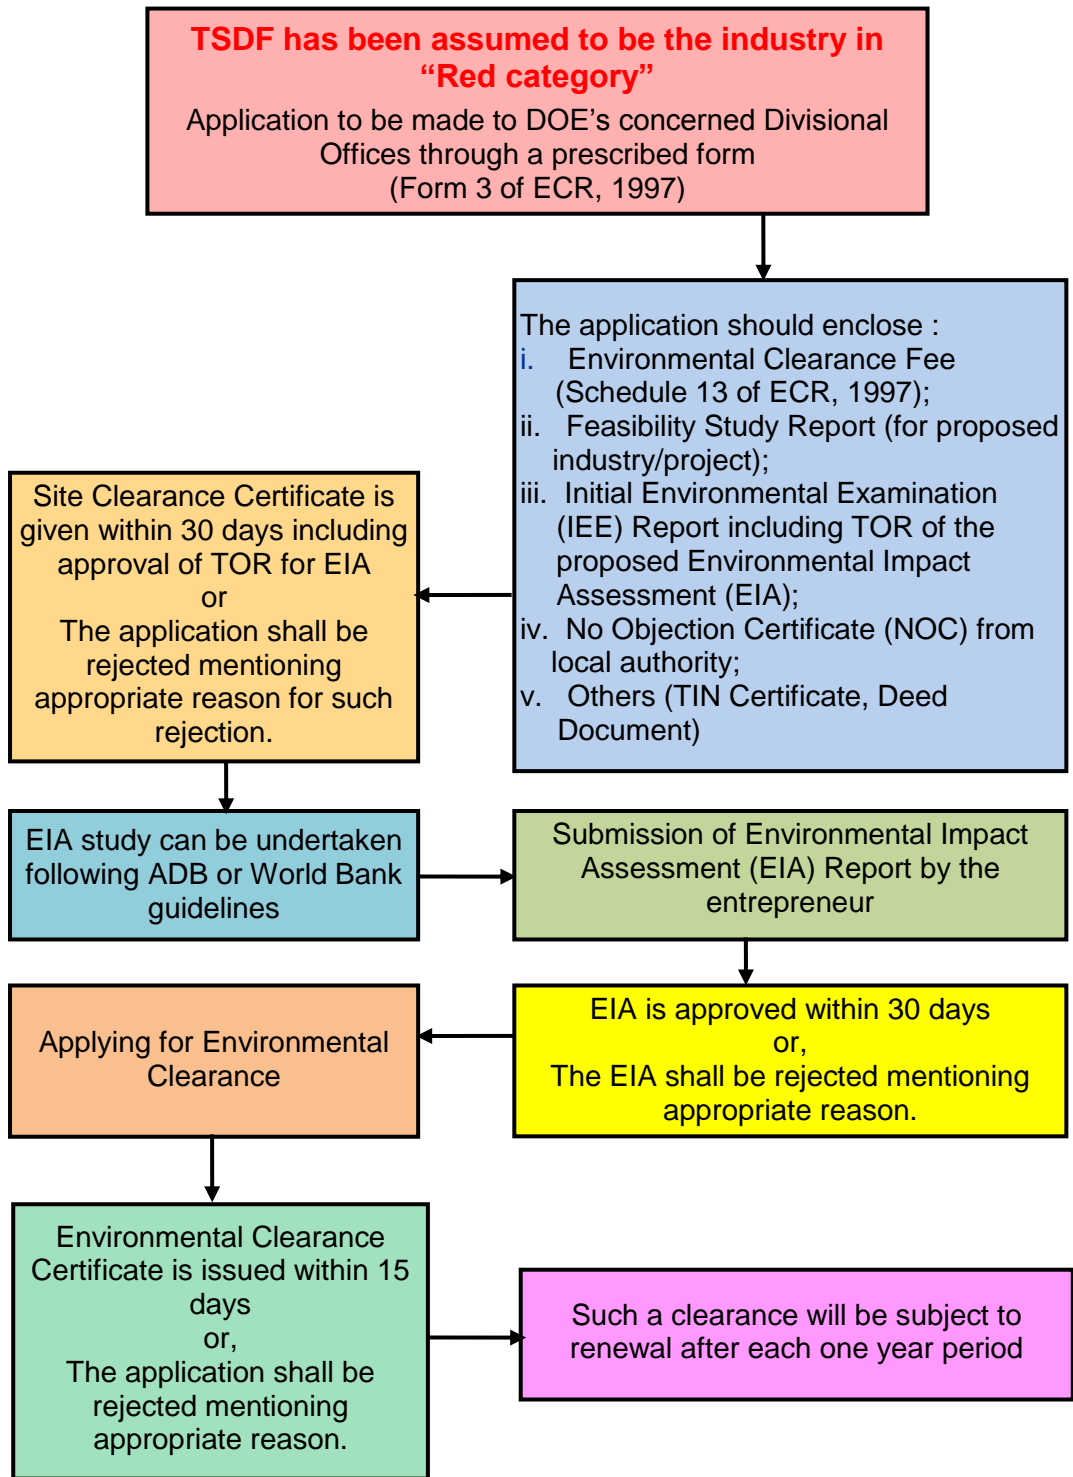 TSDF has been assumed to be the industry in
“Red category”
Application to be made to DOE’s concerned Divisional
Offices through a prescribed form
(Form 3 of ECR, 1997)
The application should enclose :
i. Environmental Clearance Fee
(Schedule 13 of ECR, 1997);
ii. Feasibility Study Report (for proposed
industry/project);
iii. Initial Environmental Examination
(IEE) Report including TOR of the
proposed Environmental Impact
Assessment (EIA);
iv. No Objection Certificate (NOC) from
local authority;
v. Others (TIN Certificate, Deed
Document)
Site Clearance Certificate is
given within 30 days including
approval of TOR for EIA
or
The application shall be
rejected mentioning
appropriate reason for such
rejection.
EIA study can be undertaken
following ADB or World Bank
guidelines
Submission of Environmental Impact
Assessment (EIA) Report by the
entrepreneur
EIA is approved within 30 days
or,
The EIA shall be rejected mentioning
appropriate reason.
Applying for Environmental
Clearance
Environmental Clearance
Certificate is issued within 15
days
or,
The application shall be
rejected mentioning
appropriate reason.
Such a clearance will be subject to
renewal after each one year period